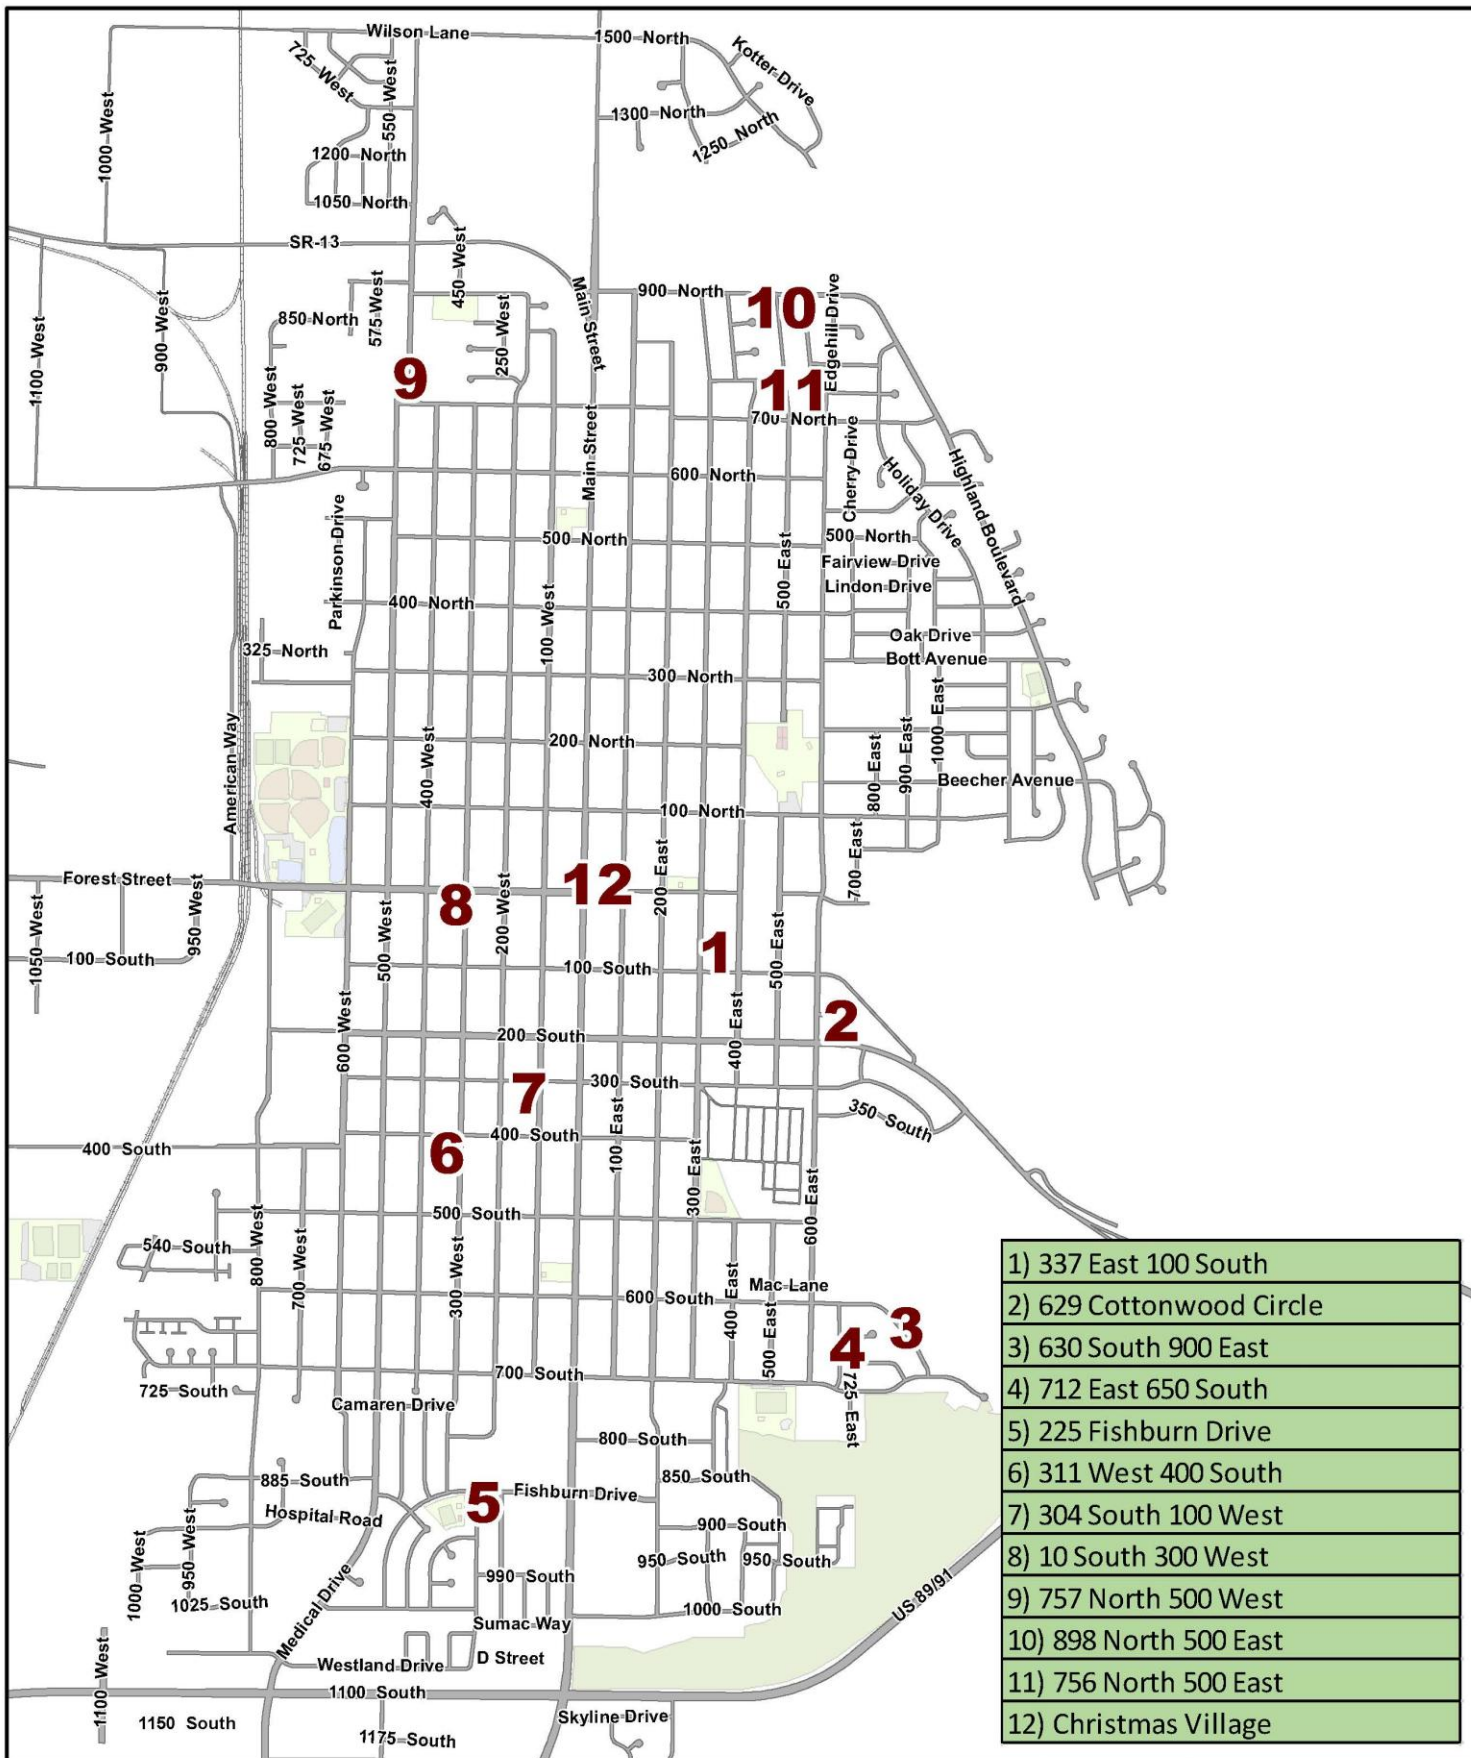 Wilson Lane
1500 North
Kotter Drive
725 West
550 West
1000 West
1300 North
1250 North
1200 North
1050 North
SR-13
450 West
Main Street
900 North
10
Edgehill Drive
575 West
850 North
250 West
900 West
1100 West
9
11
800 West
725 West
675 West
Main Street
700 North
Cherry Drive
600 North
Holiday Drive
Highland Boulevard
Parkinson Drive
500 North
500 North
500 East
Fairview Drive
Lindon Drive
400 North
100 West
325 North
Oak Drive
Bott Avenue
300 North
1000 East
American Way
400 West
200 North
800 East
900 East
Beecher Avenue
100 North
700 East
Forest Street
200 East
12
8
1050 West
950 West
500 West
200 West
1
500 East
100 South
100 South
2
600 West
200 South
400 East
7
300 South
350 South
100 East
400 South
400 South
6
300 East
600 East
800 West
700 West
500 South
540 South
300 West
Mac Lane
600 South
400 East
500 East
3
4
700 South
725 South
725 East
Camaren Drive
800 South
885 South
850 South
5
Fishburn Drive
Hospital Road
900 South
950 West
1000 West
950 South
950 South
990 South
US 89/91
1025 South
Medical Drive
1000 South
Sumac Way
1100 West
Westland Drive
D Street
1100 South
1150 South
1175 South
Skyline Drive
1) 337 East 100 South
2) 629 Cottonwood Circle
3) 630 South 900 East
4) 712 East 650 South
5) 225 Fishburn Drive
6) 311 West 400 South
7) 304 South 100 West
8) 10 South 300 West
9) 757 North 500 West
10) 898 North 500 East
11) 756 North 500 East
12) Christmas Village